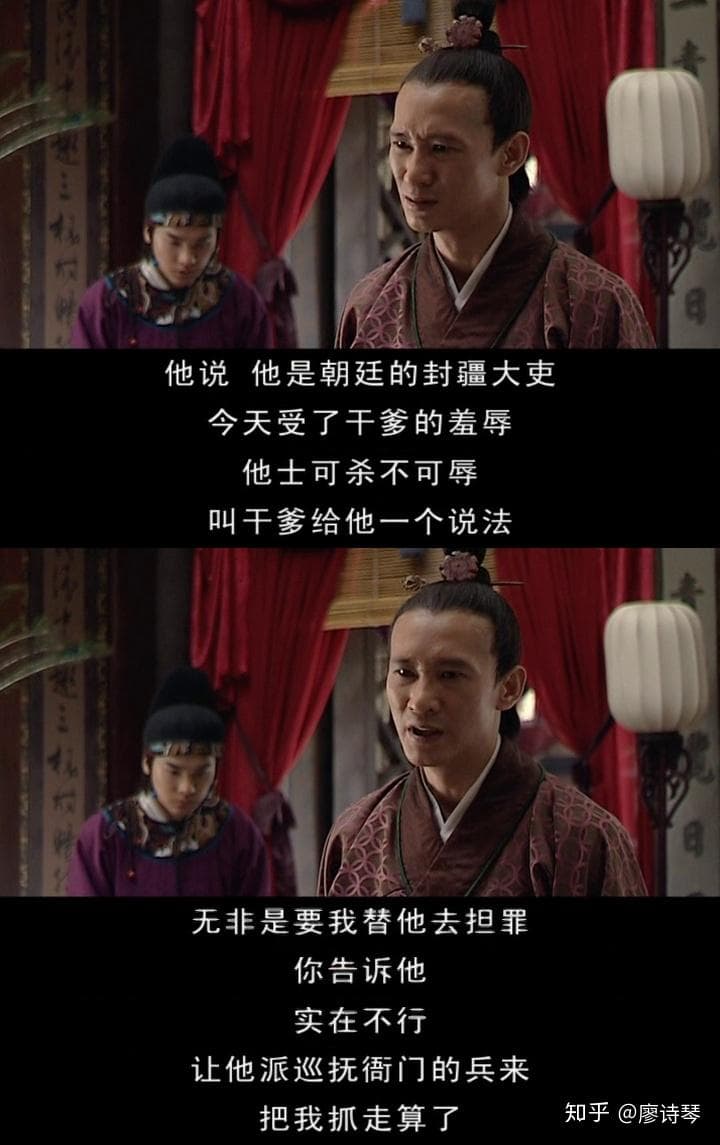 他说 他是朝廷的封疆大吏
今天受了干爹的羞辱
他士可杀不可辱
叫干爹给他一个说法
无非是要我替他去担罪
你告诉他
实在不行
让他派巡抚衙门的兵来
把我抓走算了
知乎 @廖诗琴